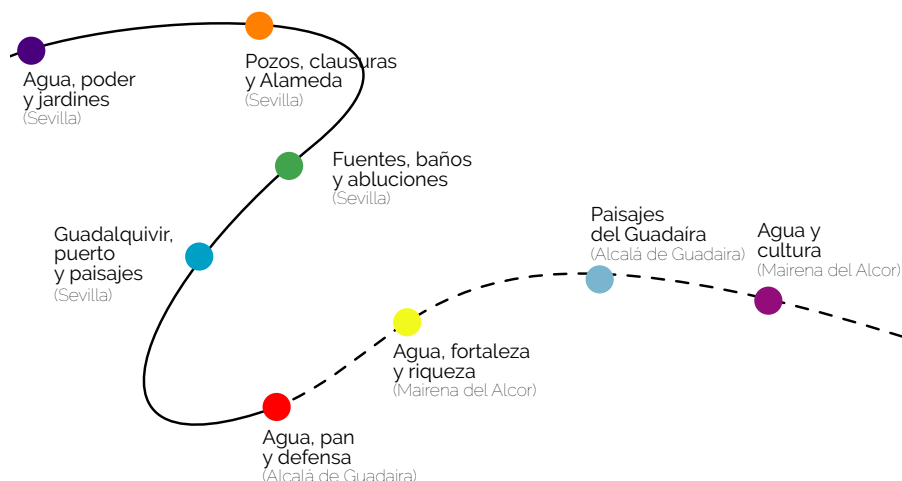 Agua, poder
y jardines
(Sevilla)
Pozos, clausuras
y Alameda
(Sevilla)
Fuentes, baños
y abluciones
(Sevilla)
Guadalquivir,
puerto
y paisajes
(Sevilla)
Paisajes
del Guadaíra
(Alcalá de Guadaira)
Agua y
cultura
(Mairena del Alcor)
Agua, fortaleza
y riqueza
(Mairena del Alcor)
Agua, pan
y defensa
(Alcalá de Guadaira)